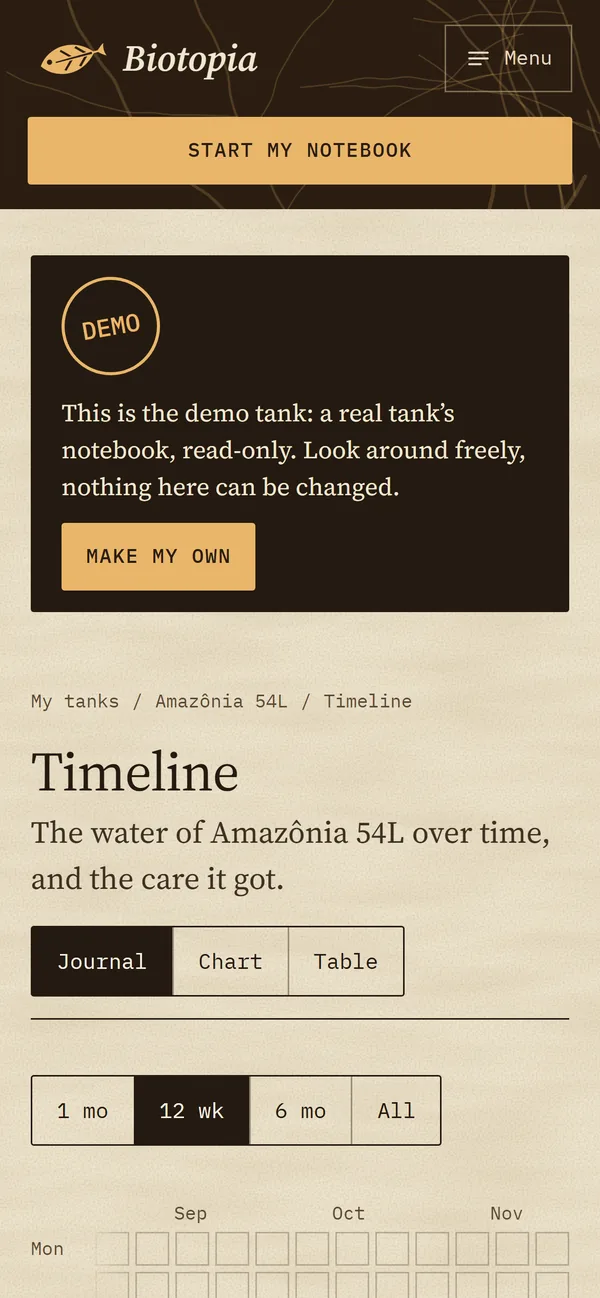 Biotopia
Menu
START MY NOTEBOOK
DEMO
This is the demo tank: a real tank’s
notebook, read-only. Look around freely,
nothing here can be changed.
MAKE MY OWN
My tanks / Amazônia 54L / Timeline
Timeline
The water of Amazônia 54L over time,
and the care it got.
Journal Chart Table
1 mo 12 wk 6 mo All
Sep Oct Nov
Mon